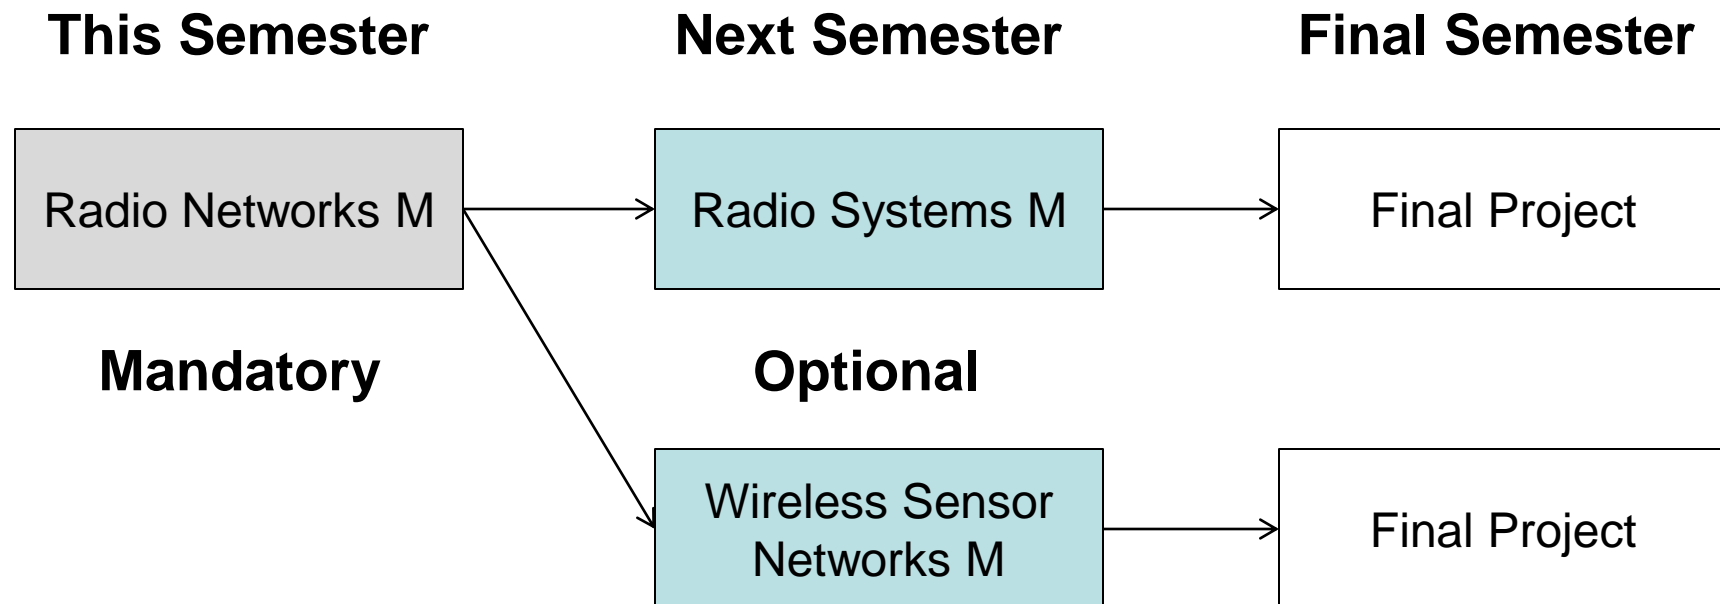 This Semester
Next Semester
Final Semester
Radio Networks M
Radio Systems M
Final Project
Mandatory
Optional
Wireless Sensor
Networks M
Final Project